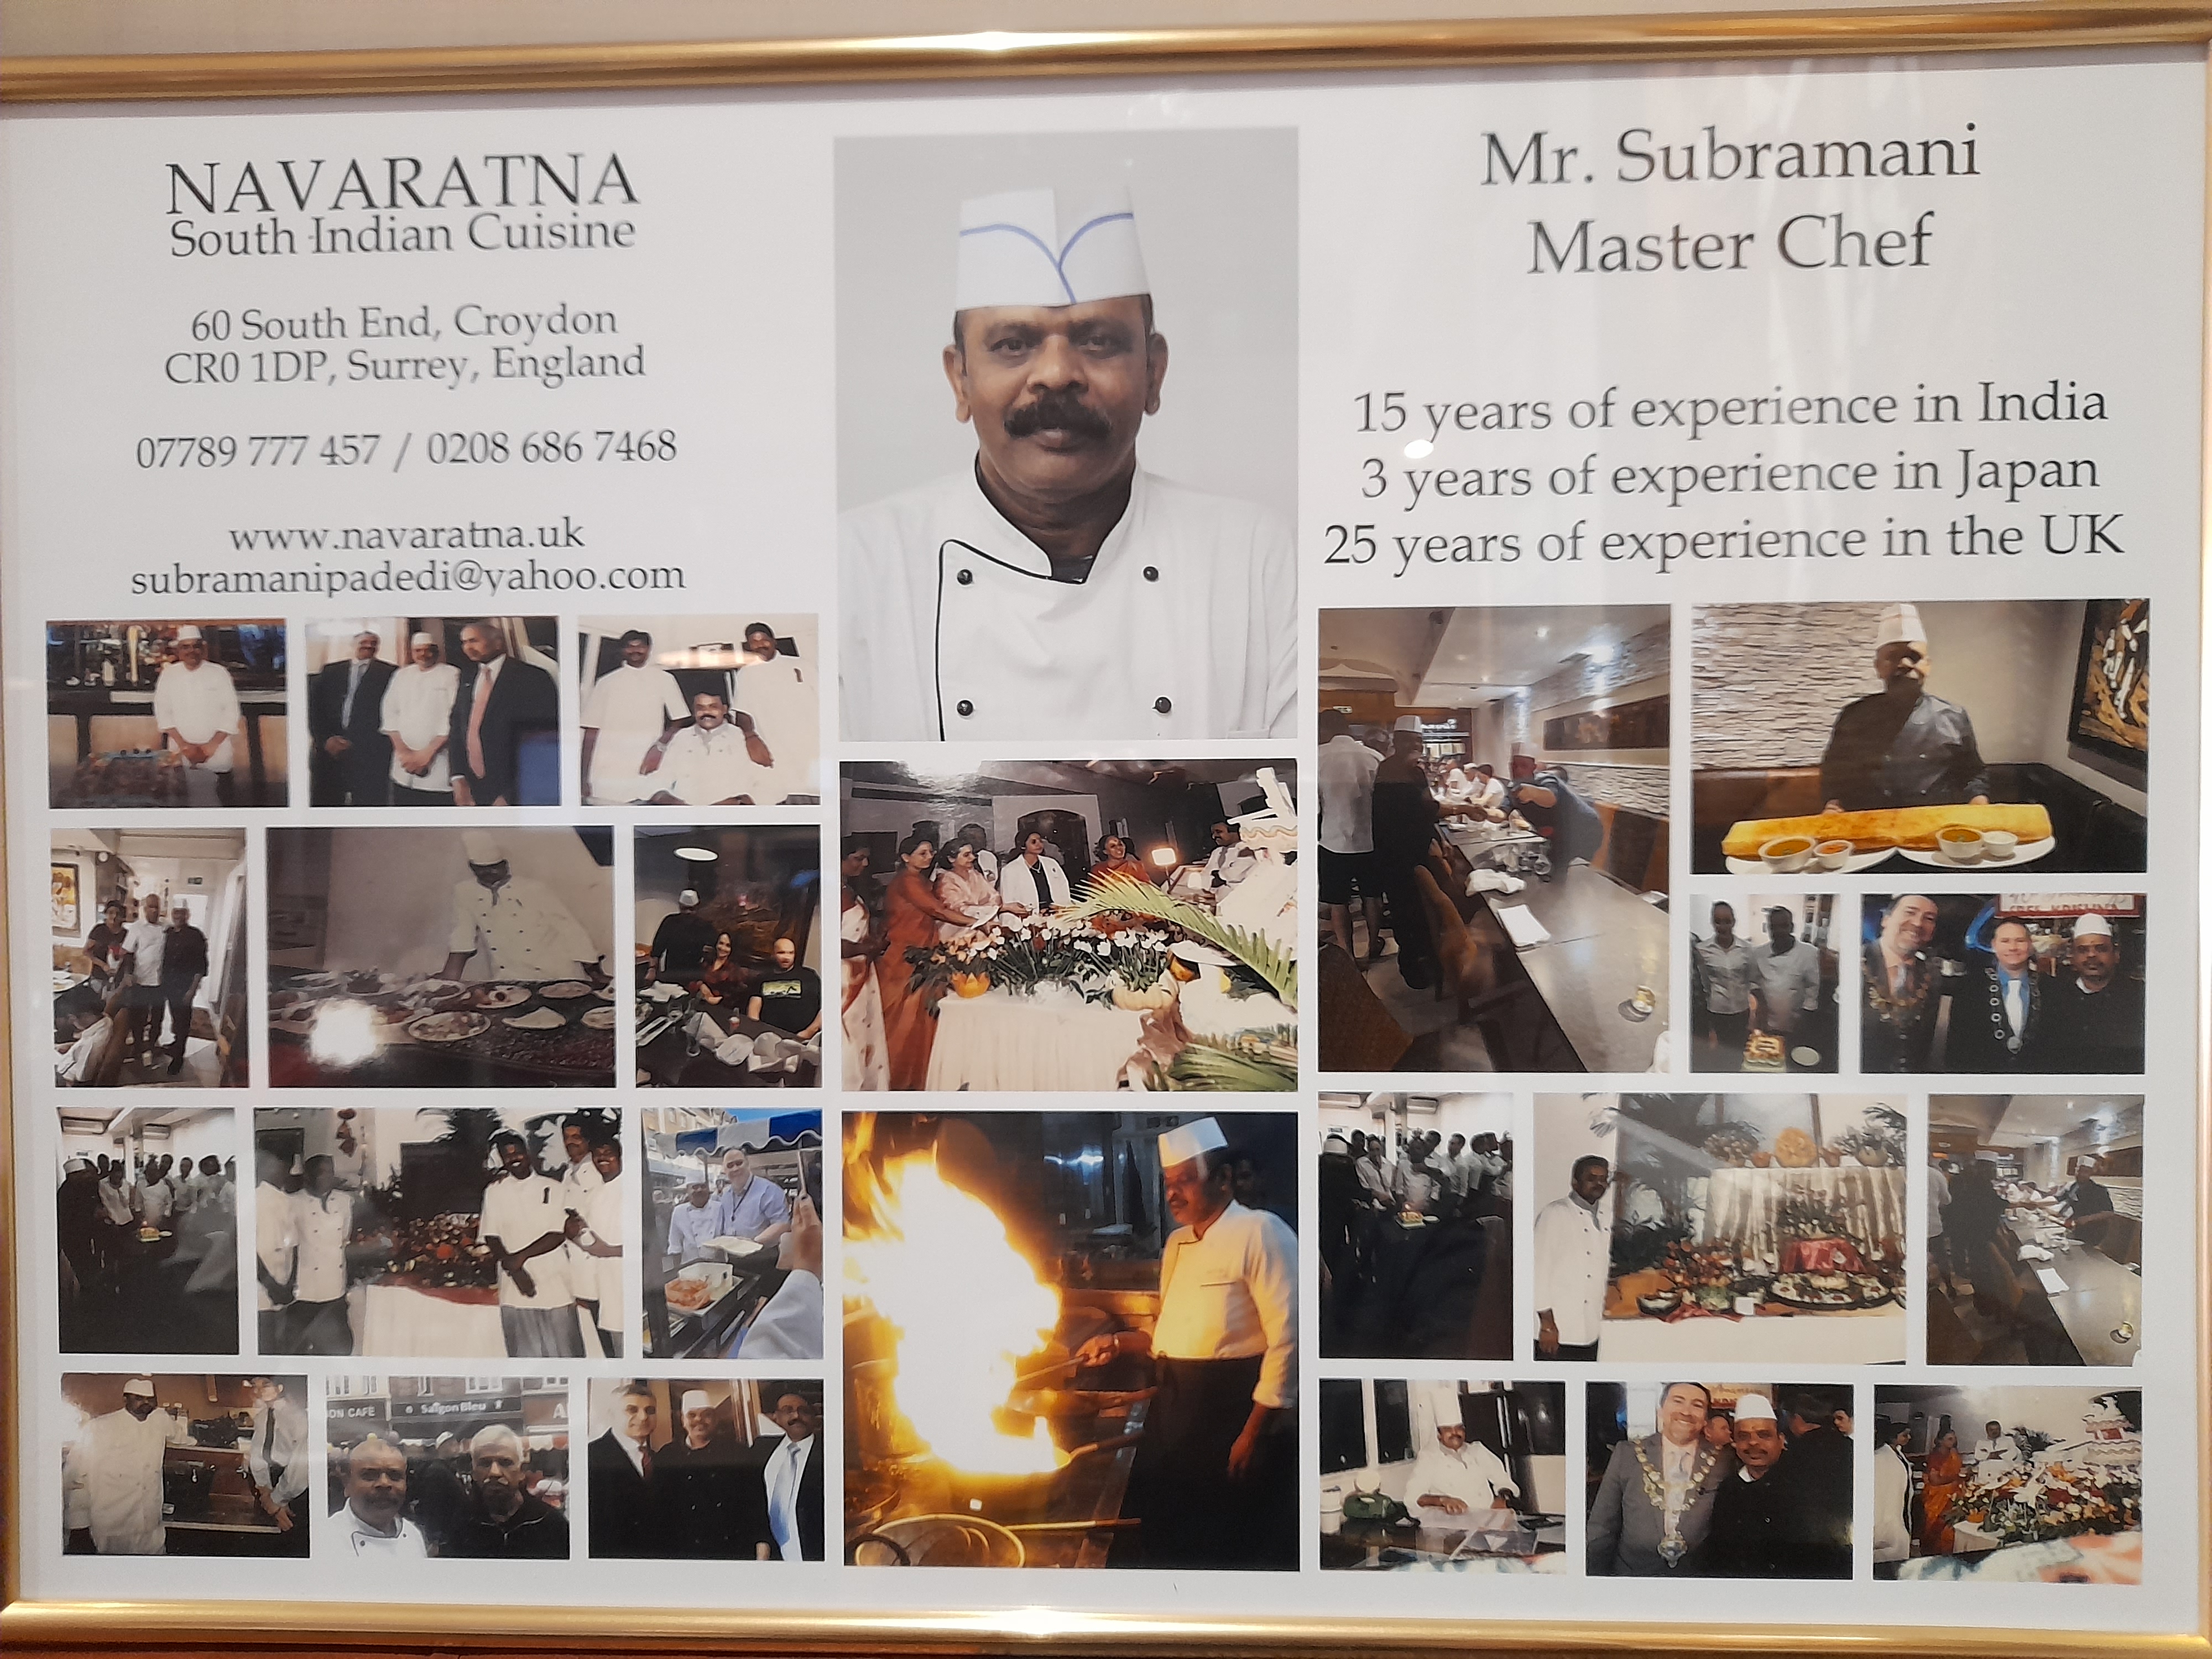 NAVARATNA
South Indian Cuisine
60 South End, Croydon
CR0 1DP, Surrey, England
07789 777 457 / 0208 686 7468
www.navaratna.uk
subramanipadedi@yahoo.com
Mr. Subramani
Master Chef
15 years of experience in India
3 years of experience in Japan
25 years of experience in the UK
ON CAFÉ
Saigon Bleu